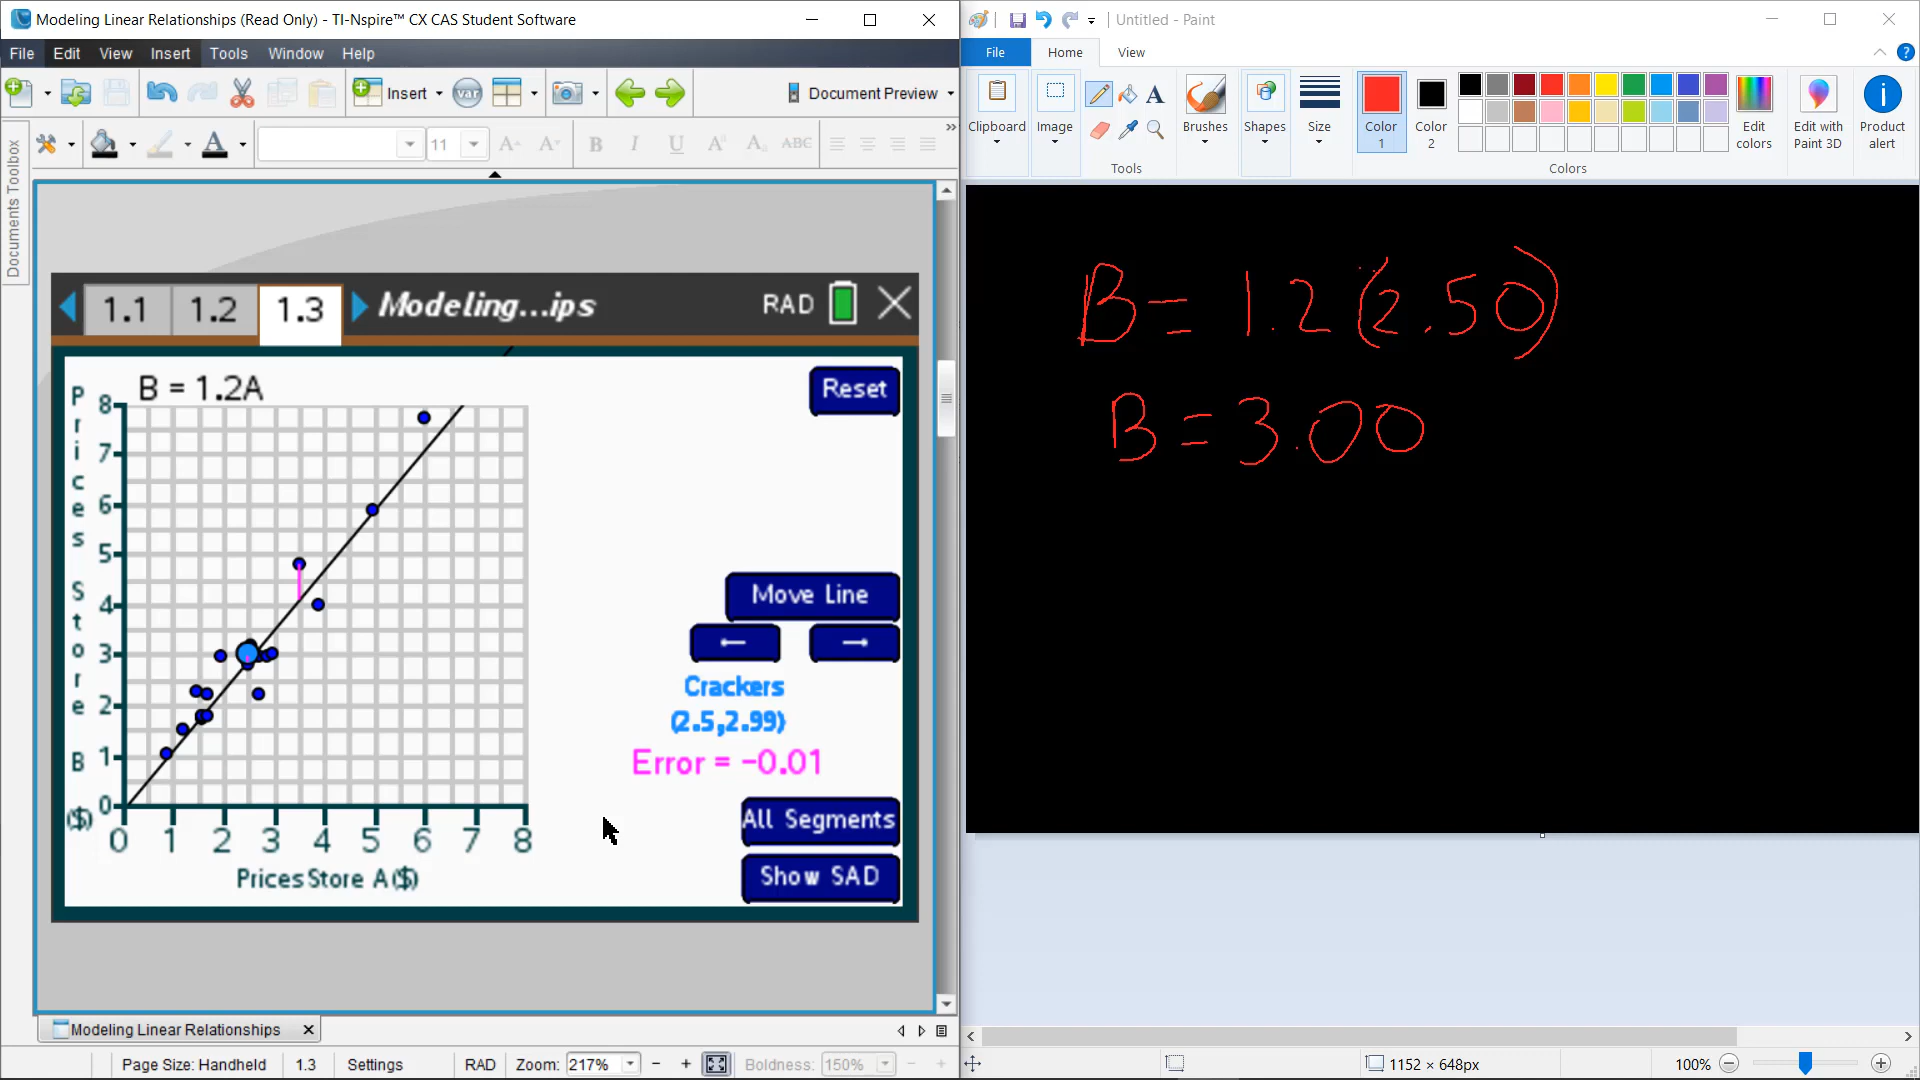 Modeling Linear Relationships (Read Only) - TI-Nspire™ CX CAS Student Software
File Edit View Insert Tools Window Help
Insert var Document Preview
11 B I U ABC
Documents Toolbox
1.1 1.2 1.3 Modeling...ips RAD
B = 1.2A
Reset
Prices Store B ($)
8
7
6
5
4
3
2
1
0
0 1 2 3 4 5 6 7 8
Prices Store A ($)
Move Line
← →
Crackers
(2.5,2.99)
Error = -0.01
All Segments
Show SAD
Modeling Linear Relationships
Page Size: Handheld 1.3 Settings RAD Zoom: 217% - + Boldness: 150% - +
Untitled - Paint
File Home View
Clipboard Image Tools Brushes Shapes Size Color 1 Color 2 Colors Edit colors Edit with Paint 3D Product alert
B = 1.2(2.50)
B = 3.00
1152 × 648px 100%